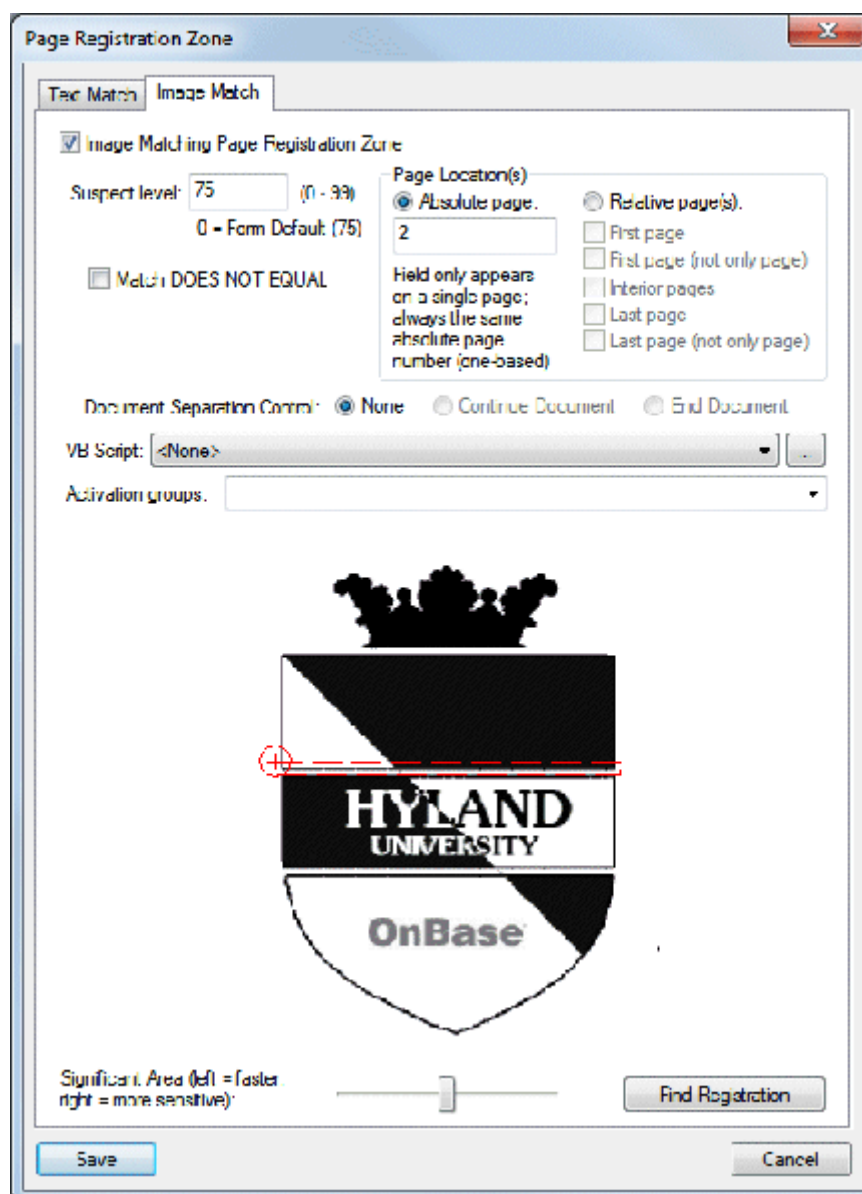 Page Registration Zone
Text Match Image Match
Image Matching Page Registration Zone
Suspect level: 75 (0 - 99)
0 = Form Default (75)
Match DOES NOT EQUAL
Page Location(s)
Absolute page:
2
Field only appears
on a single page;
always the same
absolute page
number (one-based)
Relative page(s):
First page
First page (not only page)
Interior pages
Last page
Last page (not only page)
Document Separation Control: None Continue Document End Document
VB Script: <None> ...
Activation groups:
HYLAND
UNIVERSITY
OnBase
Significant Area (left = faster,
right = more sensitive):
Find Registration
Save Cancel